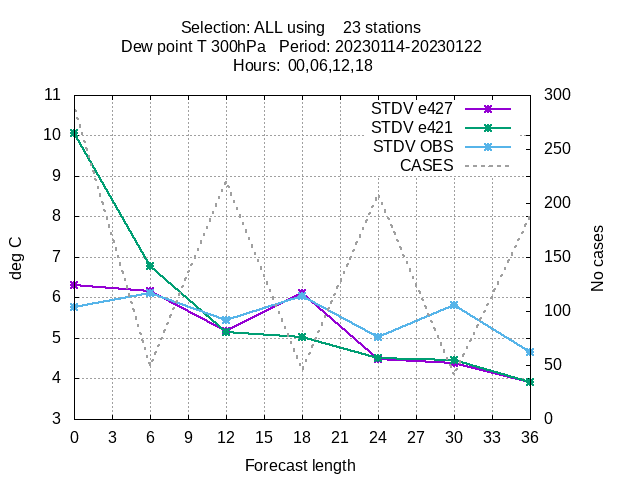 Selection: ALL using    23 stations
Dew point T 300hPa   Period: 20230114-20230122
Hours:  00,06,12,18
STDV e427
STDV e421
STDV OBS
CASES
11
10
9
8
7
6
5
4
3
deg C
300
250
200
150
100
50
0
No cases
0 3 6 9 12 15 18 21 24 27 30 33 36
Forecast length